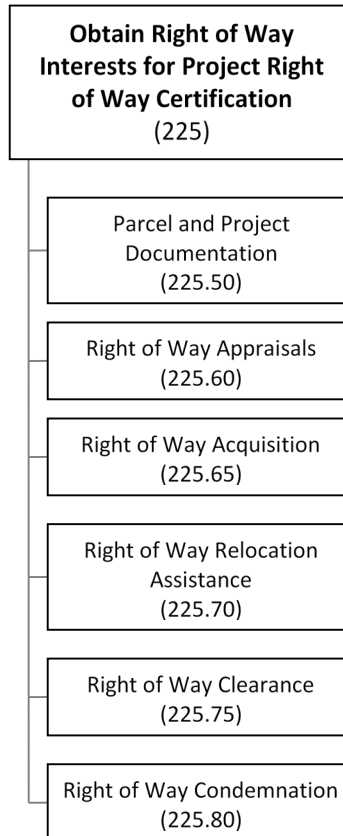 Obtain Right of Way
Interests for Project Right
of Way Certification
(225)
Parcel and Project
Documentation
(225.50)
Right of Way Appraisals
(225.60)
Right of Way Acquisition
(225.65)
Right of Way Relocation
Assistance
(225.70)
Right of Way Clearance
(225.75)
Right of Way Condemnation
(225.80)